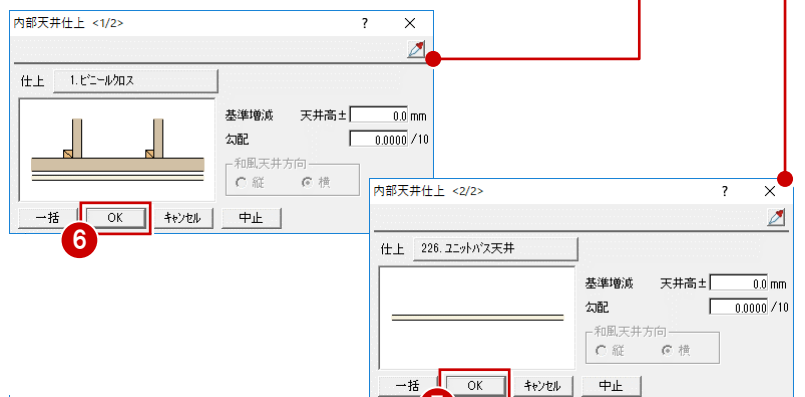 内部天井仕上 <1/2> ? ×
仕上 1.ビニールクロス
基準増減 天井高± 0.0 mm
勾配 0.0000 /10
和風天井方向
縦 横
一括 OK キャンセル 中止
6
内部天井仕上 <2/2> ? ×
仕上 226.ユニットバス天井
基準増減 天井高± 0.0 mm
勾配 0.0000 /10
和風天井方向
縦 横
一括 OK キャンセル 中止